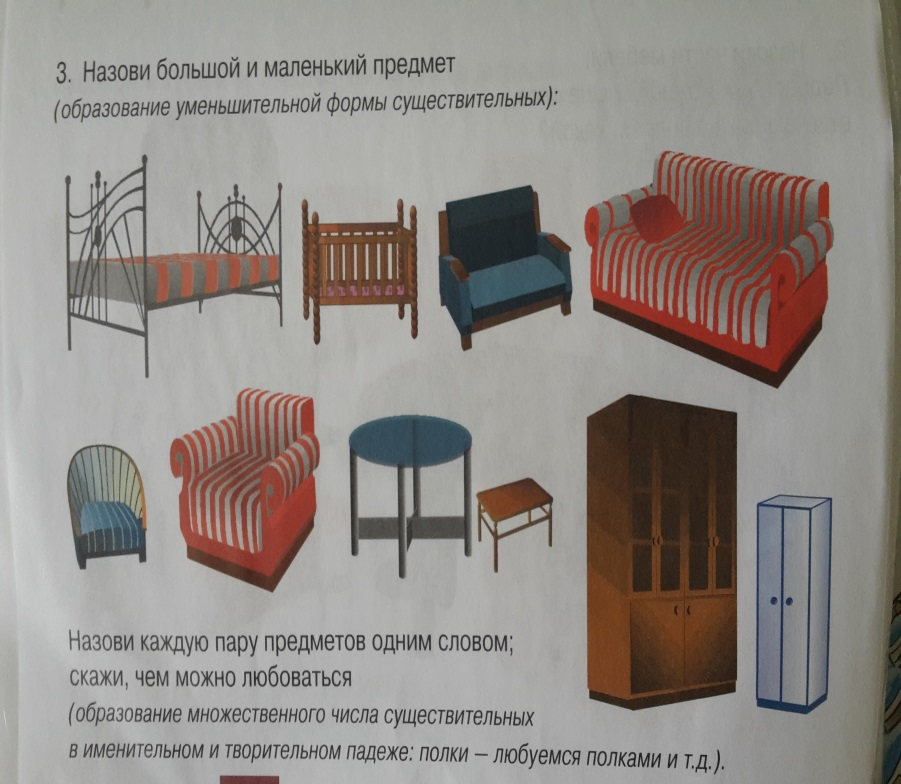 3. Назови большой и маленький предмет
(образование уменьшительной формы существительных):
Назови каждую пару предметов одним словом;
скажи, чем можно любоваться
(образование множественного числа существительных
в именительном и творительном падеже: полки – любуемся полками и т.д.).